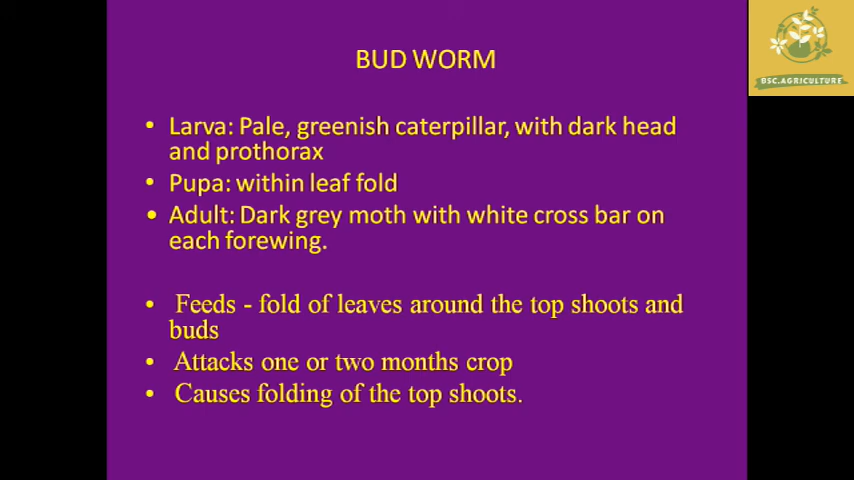 BUD WORM
BSC.AGRICULTURE
• Larva: Pale, greenish caterpillar, with dark head
and prothorax
• Pupa: within leaf fold
• Adult: Dark grey moth with white cross bar on
each forewing.
• Feeds - fold of leaves around the top shoots and
buds
• Attacks one or two months crop
• Causes folding of the top shoots.